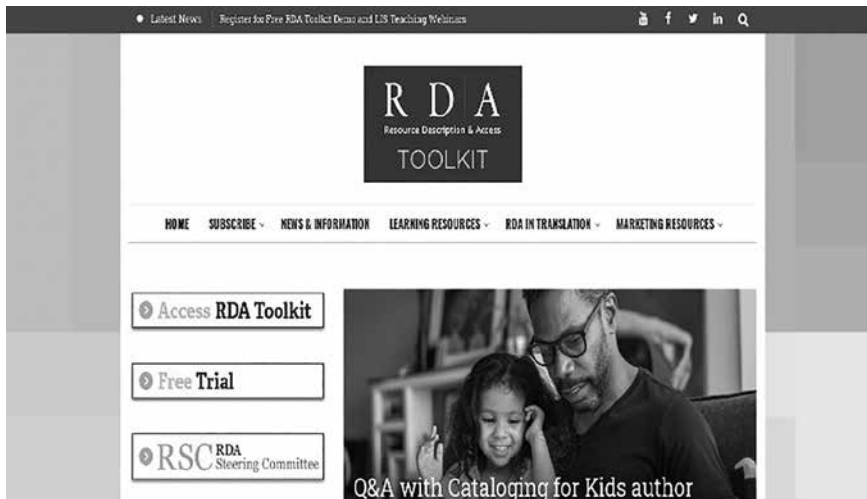 Latest News Register for Free RDA Toolkit Demo and LIS Teaching Webinars
R D A
Resource Description & Access
TOOLKIT
HOME SUBSCRIBE NEWS & INFORMATION LEARNING RESOURCES RDA IN TRANSLATION MARKETING RESOURCES
Access RDA Toolkit
Free Trial
RSC RDA
Steering Committee
Q&A with Cataloging for Kids author